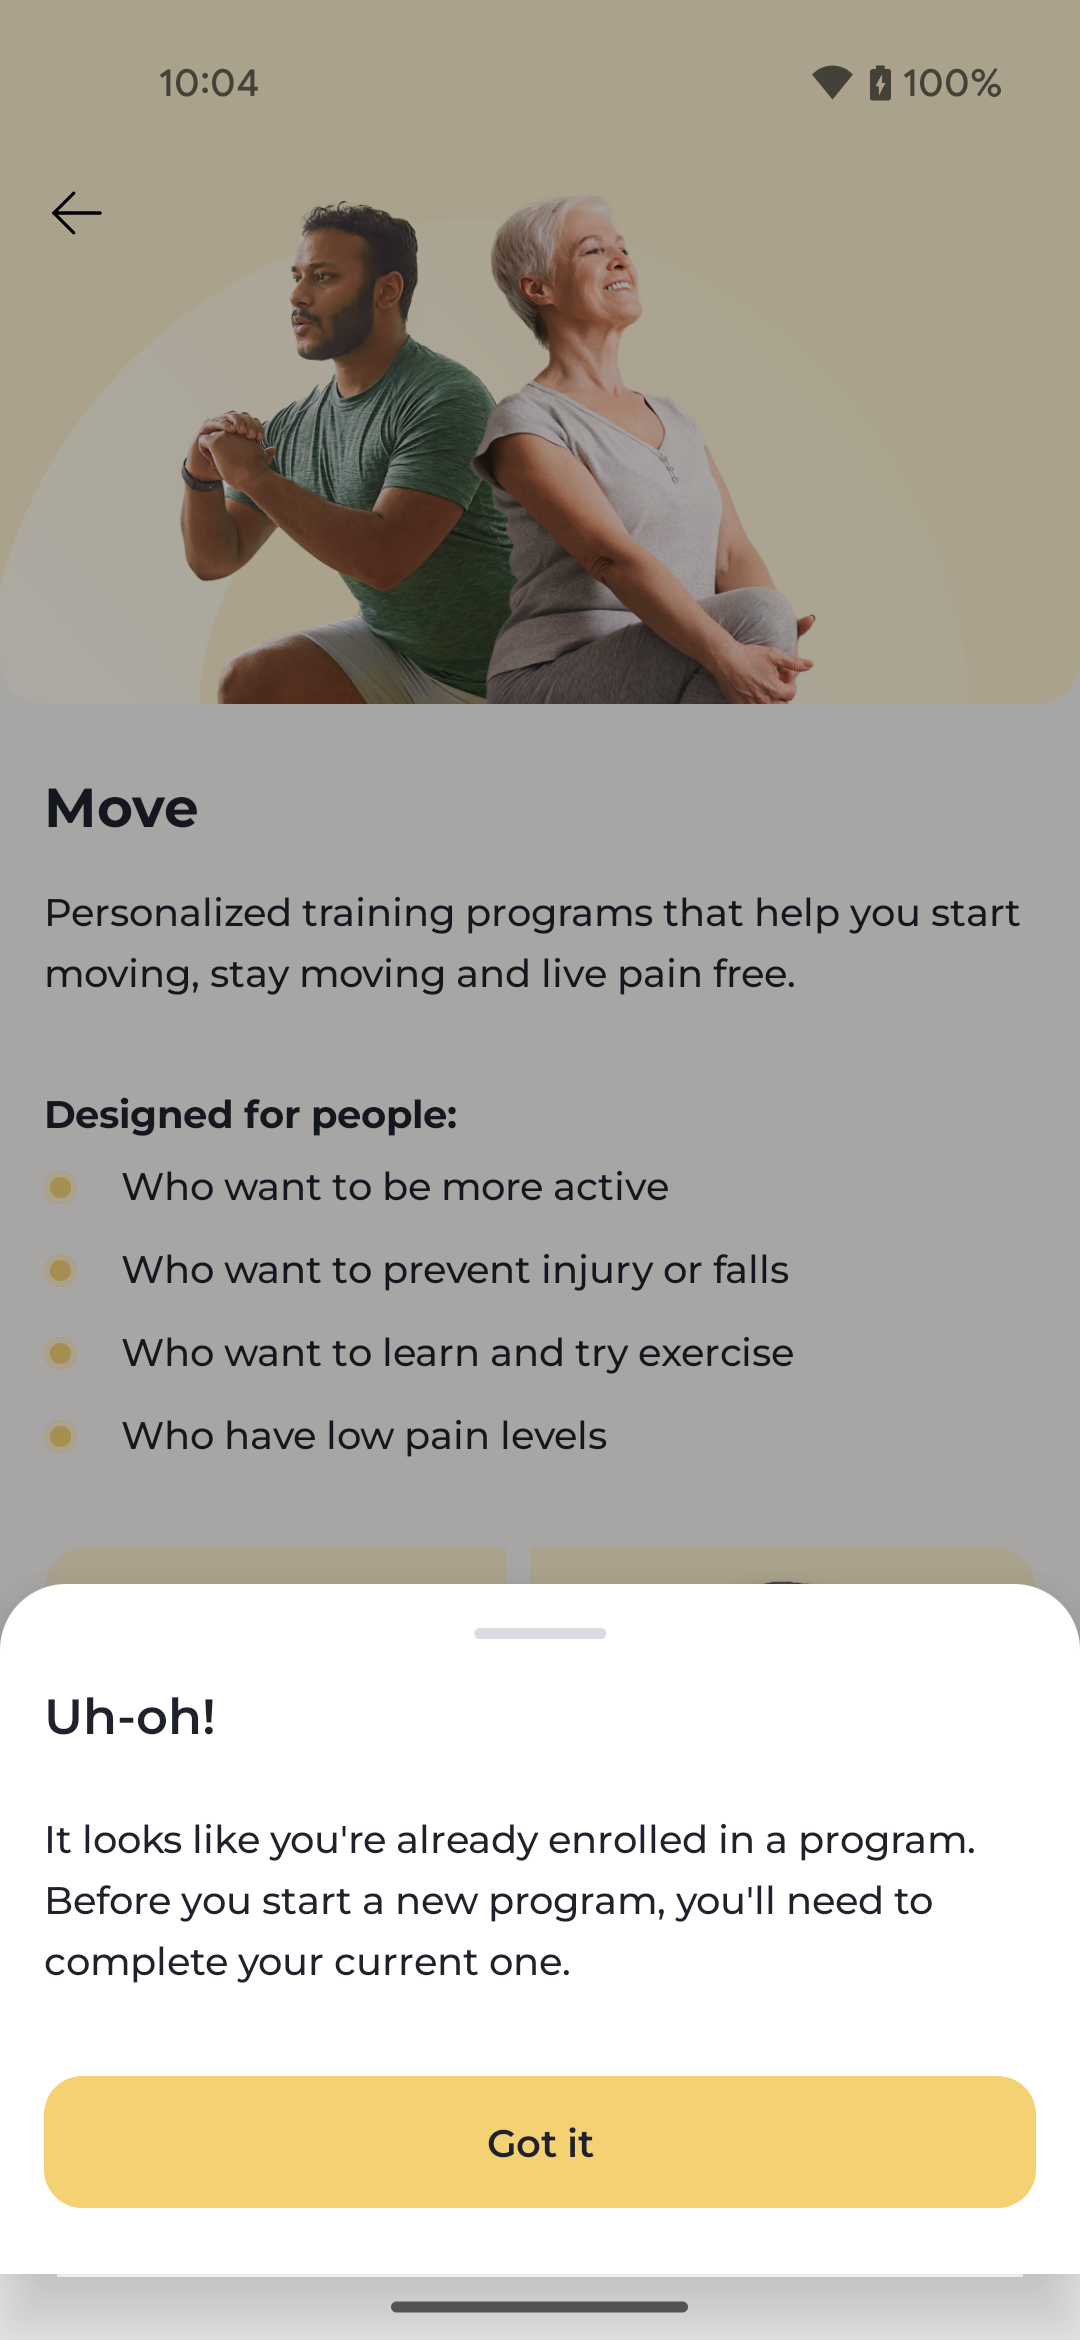 10:04
100%
Move
Personalized training programs that help you start
moving, stay moving and live pain free.
Designed for people:
Who want to be more active
Who want to prevent injury or falls
Who want to learn and try exercise
Who have low pain levels
Uh-oh!
It looks like you're already enrolled in a program.
Before you start a new program, you'll need to
complete your current one.
Got it